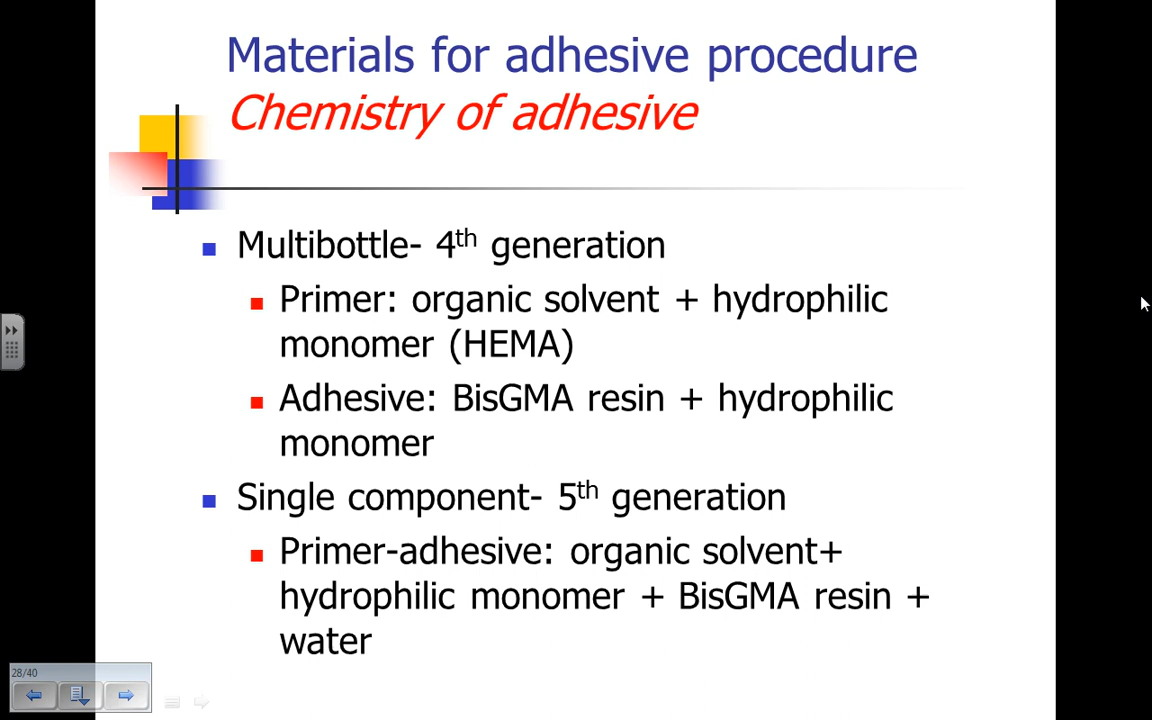 Materials for adhesive procedure
Chemistry of adhesive
Multibottle- 4th generation
Primer: organic solvent + hydrophilic
monomer (HEMA)
Adhesive: BisGMA resin + hydrophilic
monomer
Single component- 5th generation
Primer-adhesive: organic solvent+
hydrophilic monomer + BisGMA resin +
water
28/40